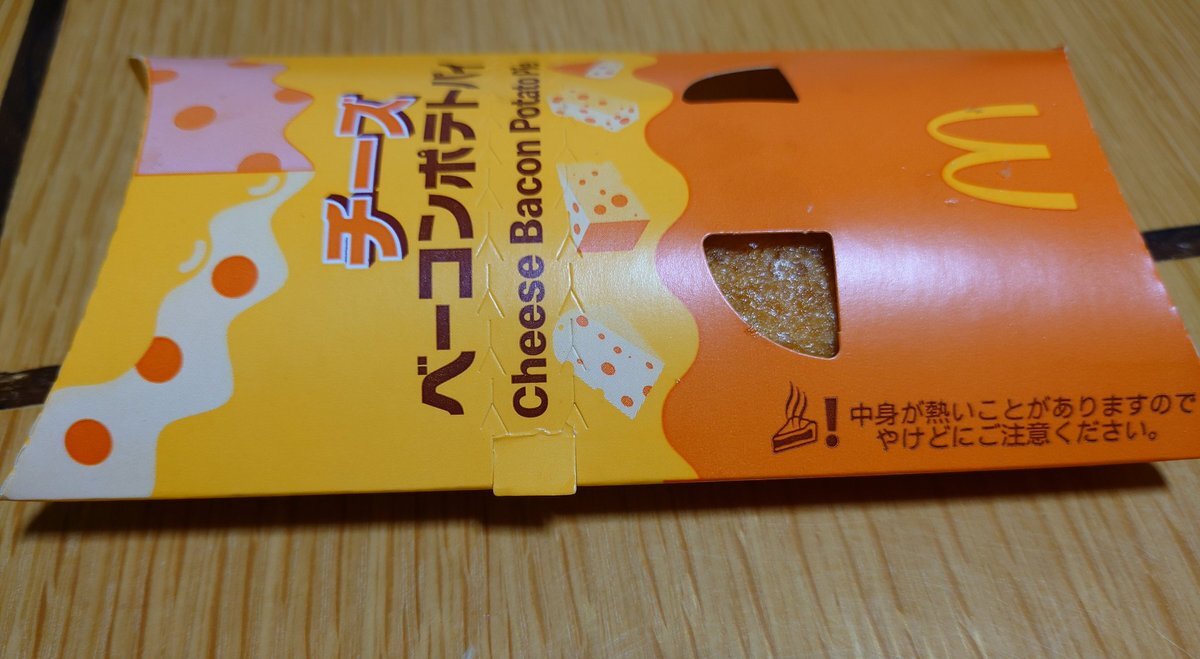 チーズ
ベーコンポテトパイ
Cheese Bacon Potato Pie
中身が熱いことがありますので
やけどにご注意ください。